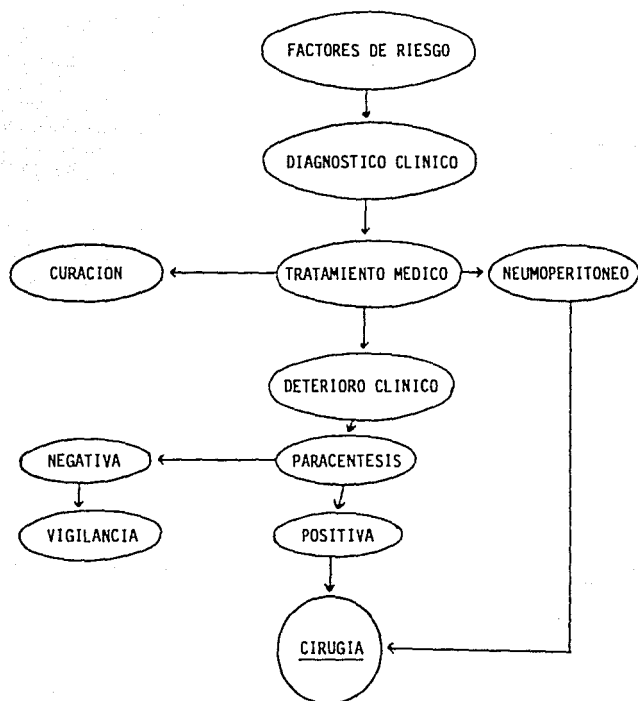 FACTORES DE RIESGO
DIAGNOSTICO CLINICO
CURACION
TRATAMIENTO MEDICO
NEUMOPERITONEO
DETERIORO CLINICO
NEGATIVA
PARACENTESIS
VIGILANCIA
POSITIVA
CIRUGIA